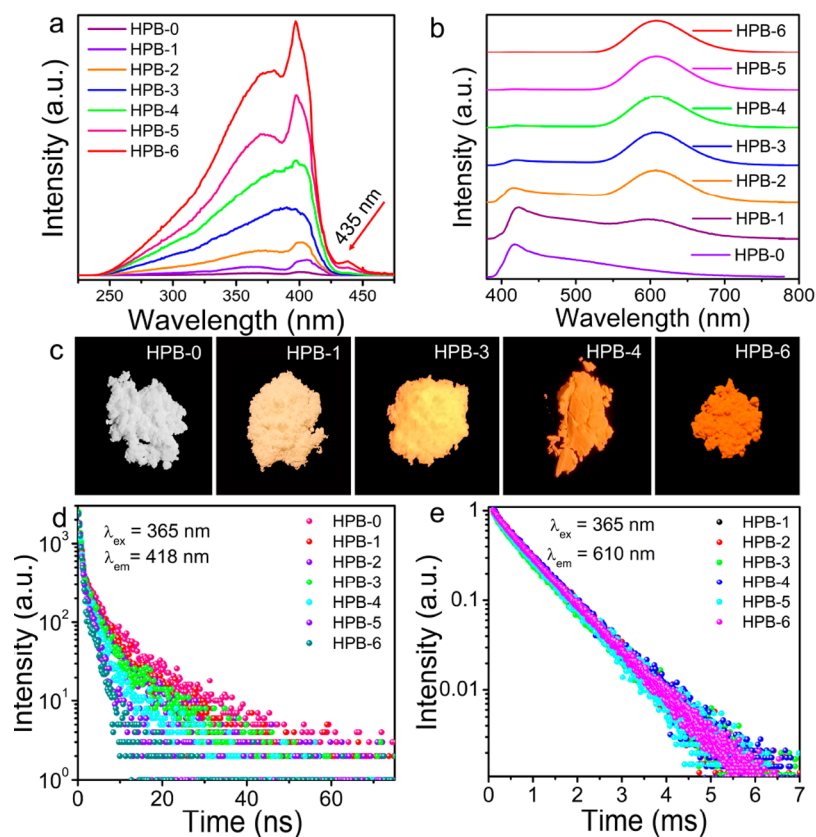 a
HPB-0
HPB-1
HPB-2
HPB-3
HPB-4
HPB-5
HPB-6
435 nm
Intensity (a.u.)
250 300 350 400 450
Wavelength (nm)
b
HPB-6
HPB-5
HPB-4
HPB-3
HPB-2
HPB-1
HPB-0
Intensity (a.u.)
400 500 600 700 800
Wavelength (nm)
c
HPB-0
HPB-1
HPB-3
HPB-4
HPB-6
d
λex = 365 nm
λem = 418 nm
HPB-0
HPB-1
HPB-2
HPB-3
HPB-4
HPB-5
HPB-6
10³
10²
10¹
10⁰
Intensity (a.u.)
0 20 40 60
Time (ns)
e
λex = 365 nm
λem = 610 nm
HPB-1
HPB-2
HPB-3
HPB-4
HPB-5
HPB-6
1
0.1
0.01
Intensity (a.u.)
0 1 2 3 4 5 6 7
Time (ms)